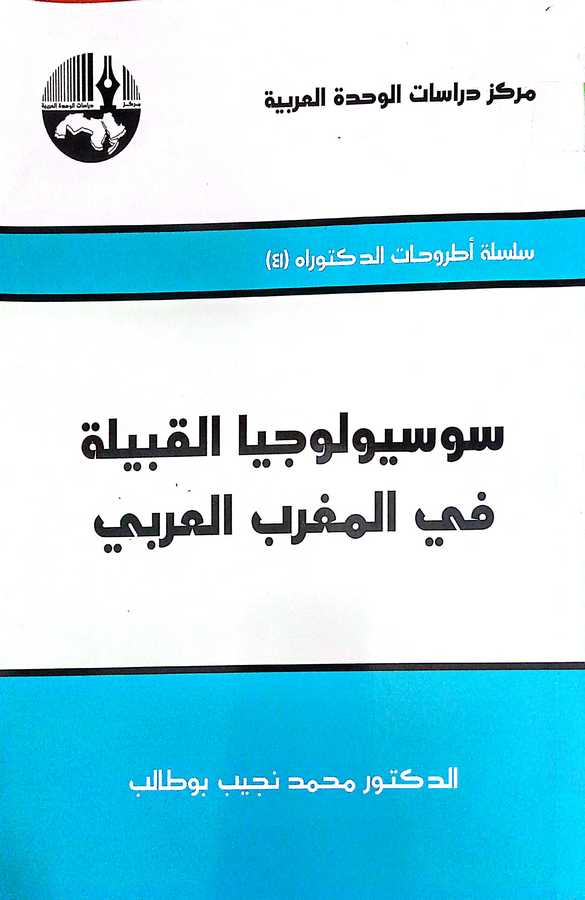 مركز دراسات الوحدة العربية
مركز دراسات الوحدة العربية
سلسلة أطروحات الدكتوراه (٤١)
سوسيولوجيا القبيلة
في المغرب العربي
الدكتور محمد نجيب بوطالب